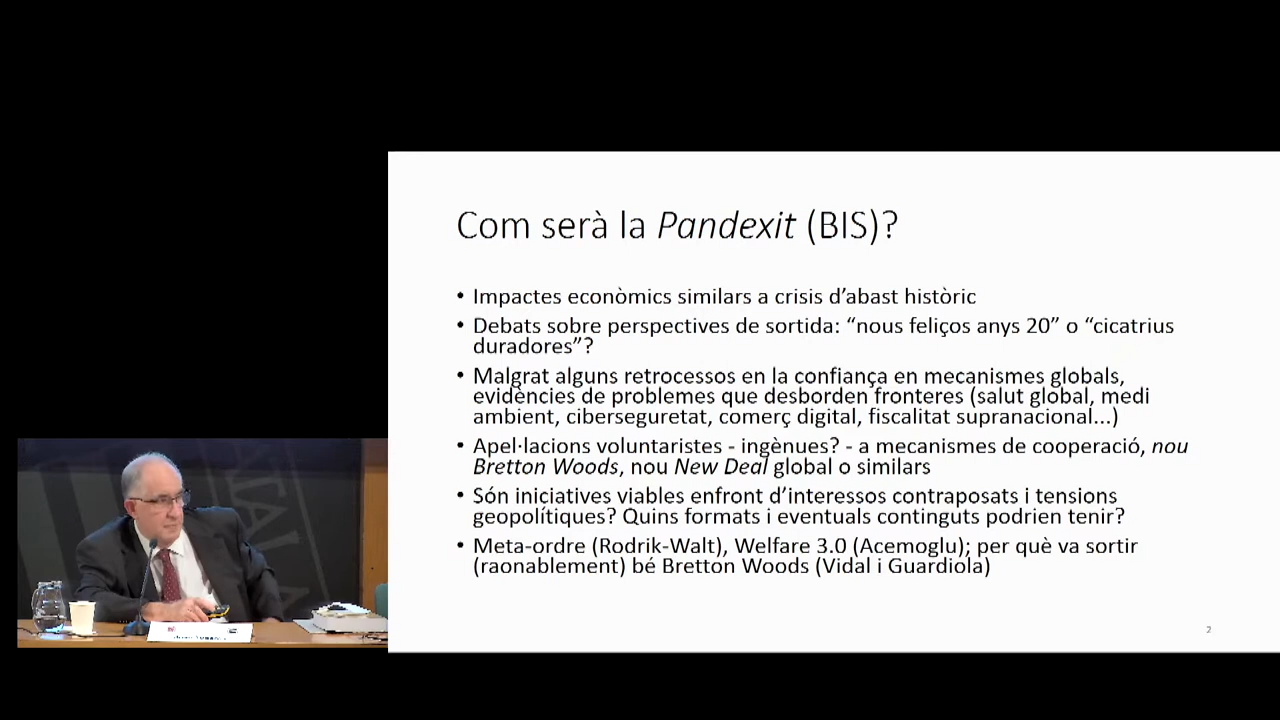 Com serà la Pandexit (BIS)?
• Impactes econòmics similars a crisis d’abast històric
• Debats sobre perspectives de sortida: “nous feliços anys 20” o “cicatrius
duradores”?
• Malgrat alguns retrocessos en la confiança en mecanismes globals,
evidències de problemes que desborden fronteres (salut global, medi
ambient, ciberseguretat, comerç digital, fiscalitat supranacional...)
• Apel·lacions voluntaristes - ingènues? - a mecanismes de cooperació, nou
Bretton Woods, nou New Deal global o similars
• Són iniciatives viables enfront d’interessos contraposats i tensions
geopolítiques? Quins formats i eventuals continguts podrien tenir?
• Meta-ordre (Rodrik-Walt), Welfare 3.0 (Acemoglu); per què va sortir
(raonablement) bé Bretton Woods (Vidal i Guardiola)
2